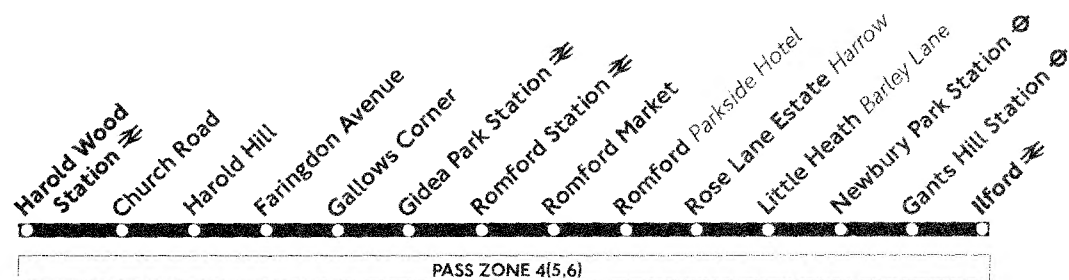 Harold Wood
Station
Church Road
Harold Hill
Faringdon Avenue
Gallows Corner
Gidea Park Station
Romford Station
Romford Market
Romford Parkside Hotel
Rose Lane Estate Harrow
Little Heath Barley Lane
Newbury Park Station
Gants Hill Station
Ilford
PASS ZONE 4(5,6)